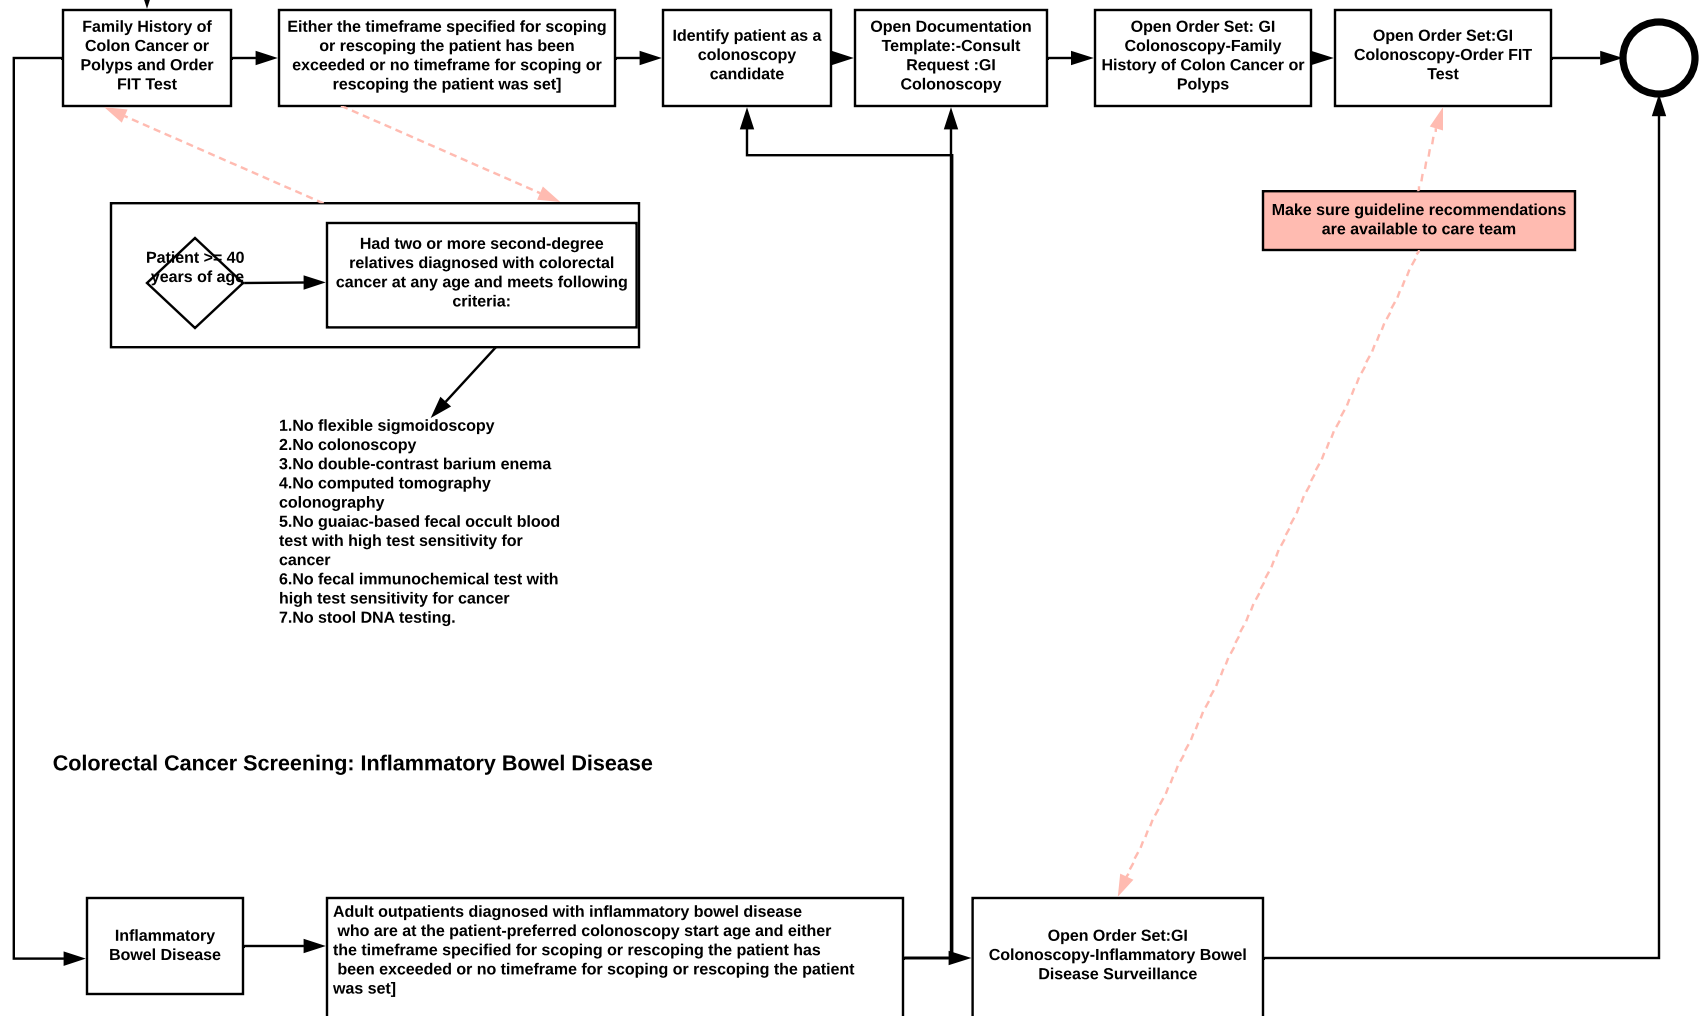 Family History of
Colon Cancer or
Polyps and Order
FIT Test
Either the timeframe specified for scoping
or rescoping the patient has been
exceeded or no timeframe for scoping or
rescoping the patient was set]
Identify patient as a
colonoscopy
candidate
Open Documentation
Template:-Consult
Request :GI
Colonoscopy
Open Order Set: GI
Colonoscopy-Family
History of Colon Cancer or
Polyps
Open Order Set:GI
Colonoscopy-Order FIT
Test
Make sure guideline recommendations
are available to care team
Patient >= 40
years of age
Had two or more second-degree
relatives diagnosed with colorectal
cancer at any age and meets following
criteria:
1.No flexible sigmoidoscopy
2.No colonoscopy
3.No double-contrast barium enema
4.No computed tomography
colonography
5.No guaiac-based fecal occult blood
test with high test sensitivity for
cancer
6.No fecal immunochemical test with
high test sensitivity for cancer
7.No stool DNA testing.
Colorectal Cancer Screening: Inflammatory Bowel Disease
Inflammatory
Bowel Disease
Adult outpatients diagnosed with inflammatory bowel disease
who are at the patient-preferred colonoscopy start age and either
the timeframe specified for scoping or rescoping the patient has
been exceeded or no timeframe for scoping or rescoping the patient
was set]
Open Order Set:GI
Colonoscopy-Inflammatory Bowel
Disease Surveillance